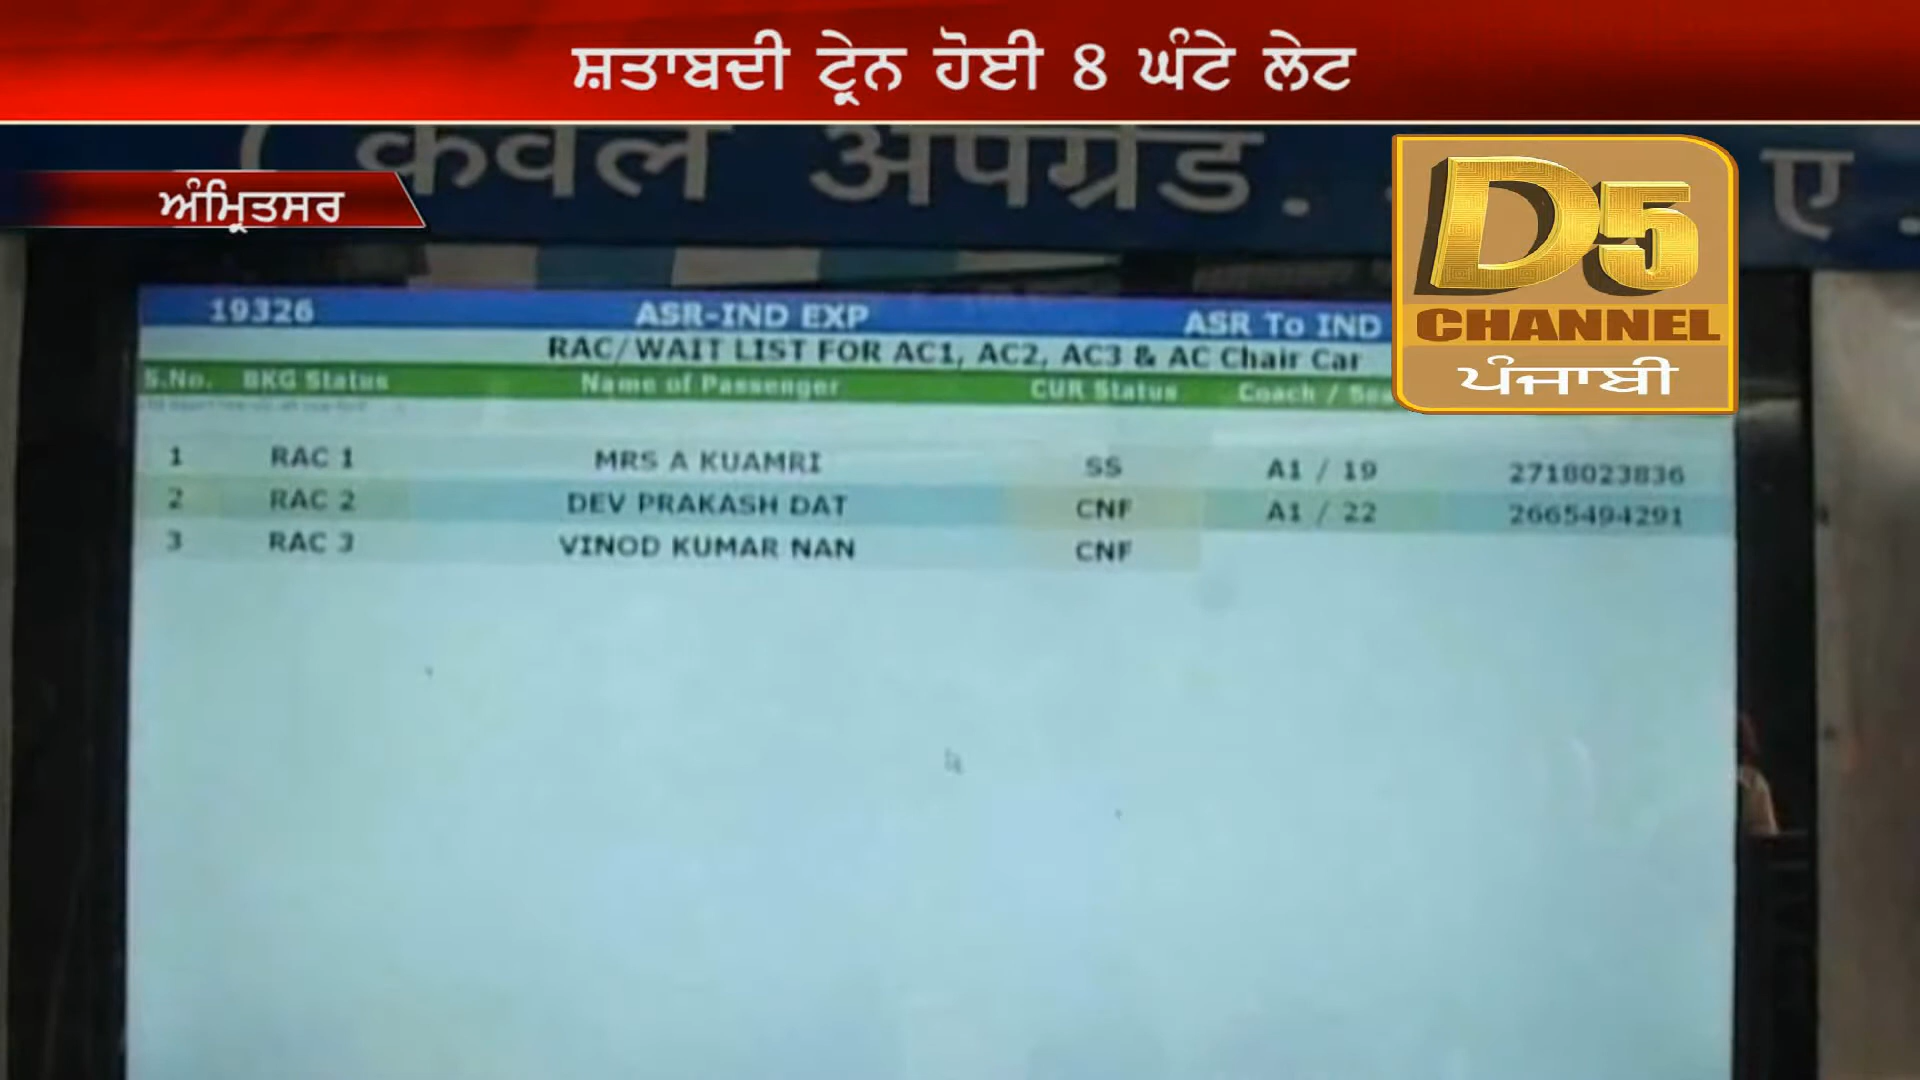 ਸ਼ਤਾਬਦੀ ਟ੍ਰੇਨ ਹੋਈ 8 ਘੰਟੇ ਲੇਟ
( केवल अपग्रेड. ए.
ਅੰਮ੍ਰਿਤਸਰ
D5
CHANNEL
ਪੰਜਾਬੀ
19326 ASR-IND EXP ASR To IND
RAC/WAIT LIST FOR AC1, AC2, AC3 & AC Chair Car
S.No. BKG Status Name of Passenger CUR Status Coach /
1 RAC 1 MRS A KUAMRI SS A1 / 19 2718023836
2 RAC 2 DEV PRAKASH DAT CNF A1 / 22 2665494291
3 RAC 3 VINOD KUMAR NAN CNF